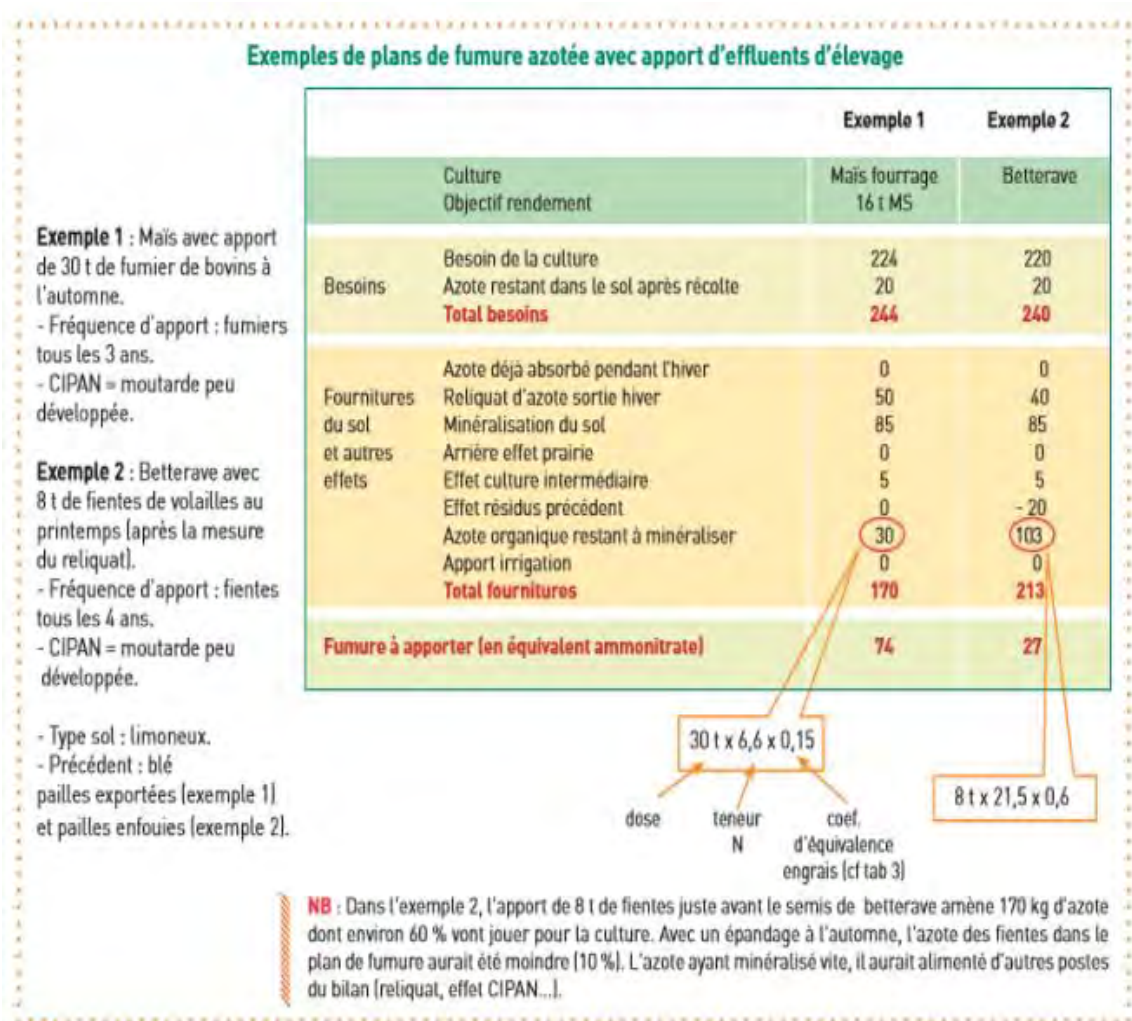 Exemples de plans de fumure azotée avec apport d'effluents d'élevage
Exemple 1 : Maïs avec apport
de 30 t de fumier de bovins à
l'automne.
- Fréquence d'apport : fumiers
tous les 3 ans.
- CIPAN = moutarde peu
développée.
Exemple 2 : Betterave avec
8 t de fientes de volailles au
printemps (après la mesure
du reliquat).
- Fréquence d'apport : fientes
tous les 4 ans.
- CIPAN = moutarde peu
développée.
- Type sol : limoneux.
- Précédent : blé
pailles exportées (exemple 1)
et pailles enfouies (exemple 2).
Exemple 1 Exemple 2
Culture Maïs fourrage Betterave
Objectif rendement 16 t MS
Besoin de la culture 224 220
Besoins Azote restant dans le sol après récolte 20 20
Total besoins 244 240
Azote déjà absorbé pendant l'hiver 0 0
Fournitures Reliquat d'azote sortie hiver 50 40
du sol Minéralisation du sol 85 85
et autres Arrière effet prairie 0 0
effets Effet culture intermédiaire 5 5
Effet résidus précédent 0 - 20
Azote organique restant à minéraliser 30 103
Apport irrigation 0 0
Total fournitures 170 213
Fumure à apporter (en équivalent ammonitrate) 74 27
30 t x 6,6 x 0,15
8 t x 21,5 x 0,6
dose teneur coef.
N d'équivalence
engrais (cf tab 3)
NB : Dans l'exemple 2, l'apport de 8 t de fientes juste avant le semis de betterave amène 170 kg d'azote
dont environ 60 % vont jouer pour la culture. Avec un épandage à l'automne, l'azote des fientes dans le
plan de fumure aurait été moindre (10 %). L'azote ayant minéralisé vite, il aurait alimenté d'autres postes
du bilan (reliquat, effet CIPAN...).